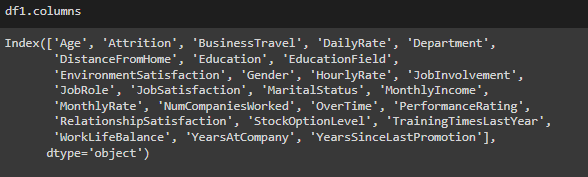 df1.columns
Index(['Age', 'Attrition', 'BusinessTravel', 'DailyRate', 'Department',
'DistanceFromHome', 'Education', 'EducationField',
'EnvironmentSatisfaction', 'Gender', 'HourlyRate', 'JobInvolvement',
'JobRole', 'JobSatisfaction', 'MaritalStatus', 'MonthlyIncome',
'MonthlyRate', 'NumCompaniesWorked', 'OverTime', 'PerformanceRating',
'RelationshipSatisfaction', 'StockOptionLevel', 'TrainingTimesLastYear',
'WorkLifeBalance', 'YearsAtCompany', 'YearsSinceLastPromotion'],
dtype='object')